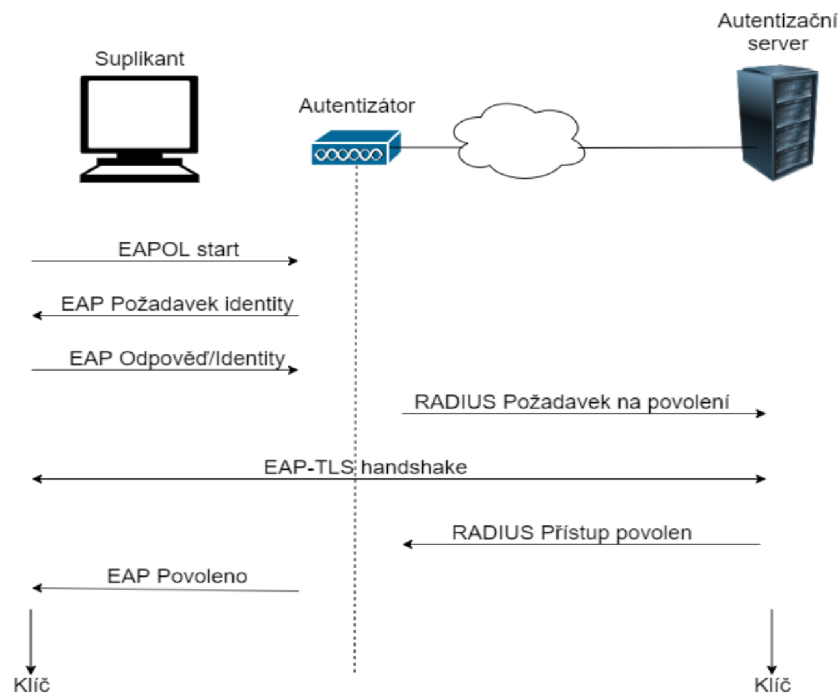 Autentizační
server
Suplikant
Autentizátor
EAPOL start
EAP Požadavek identity
EAP Odpověď/Identity
RADIUS Požadavek na povolení
EAP-TLS handshake
RADIUS Přístup povolen
EAP Povoleno
Klíč
Klíč